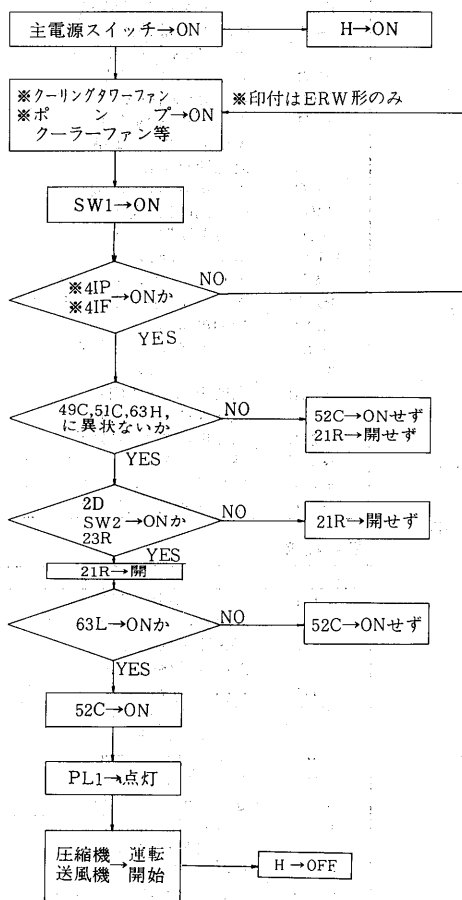 主電源スイッチ→ON
H→ON
※クーリングタワーファン
※ポンプ→ON
クーラーファン等
※印付はERW形のみ
SW1→ON
※4IP
※4IF→ONか
NO
YES
49C,51C,63H,
に異状ないか
NO
YES
52C→ONせず
21R→開せず
2D
SW2→ONか
23R
NO
YES
21R→開せず
21R→開
63L→ONか
NO
YES
52C→ONせず
52C→ON
PL1→点灯
圧縮機→運転
送風機 開始
H→OFF